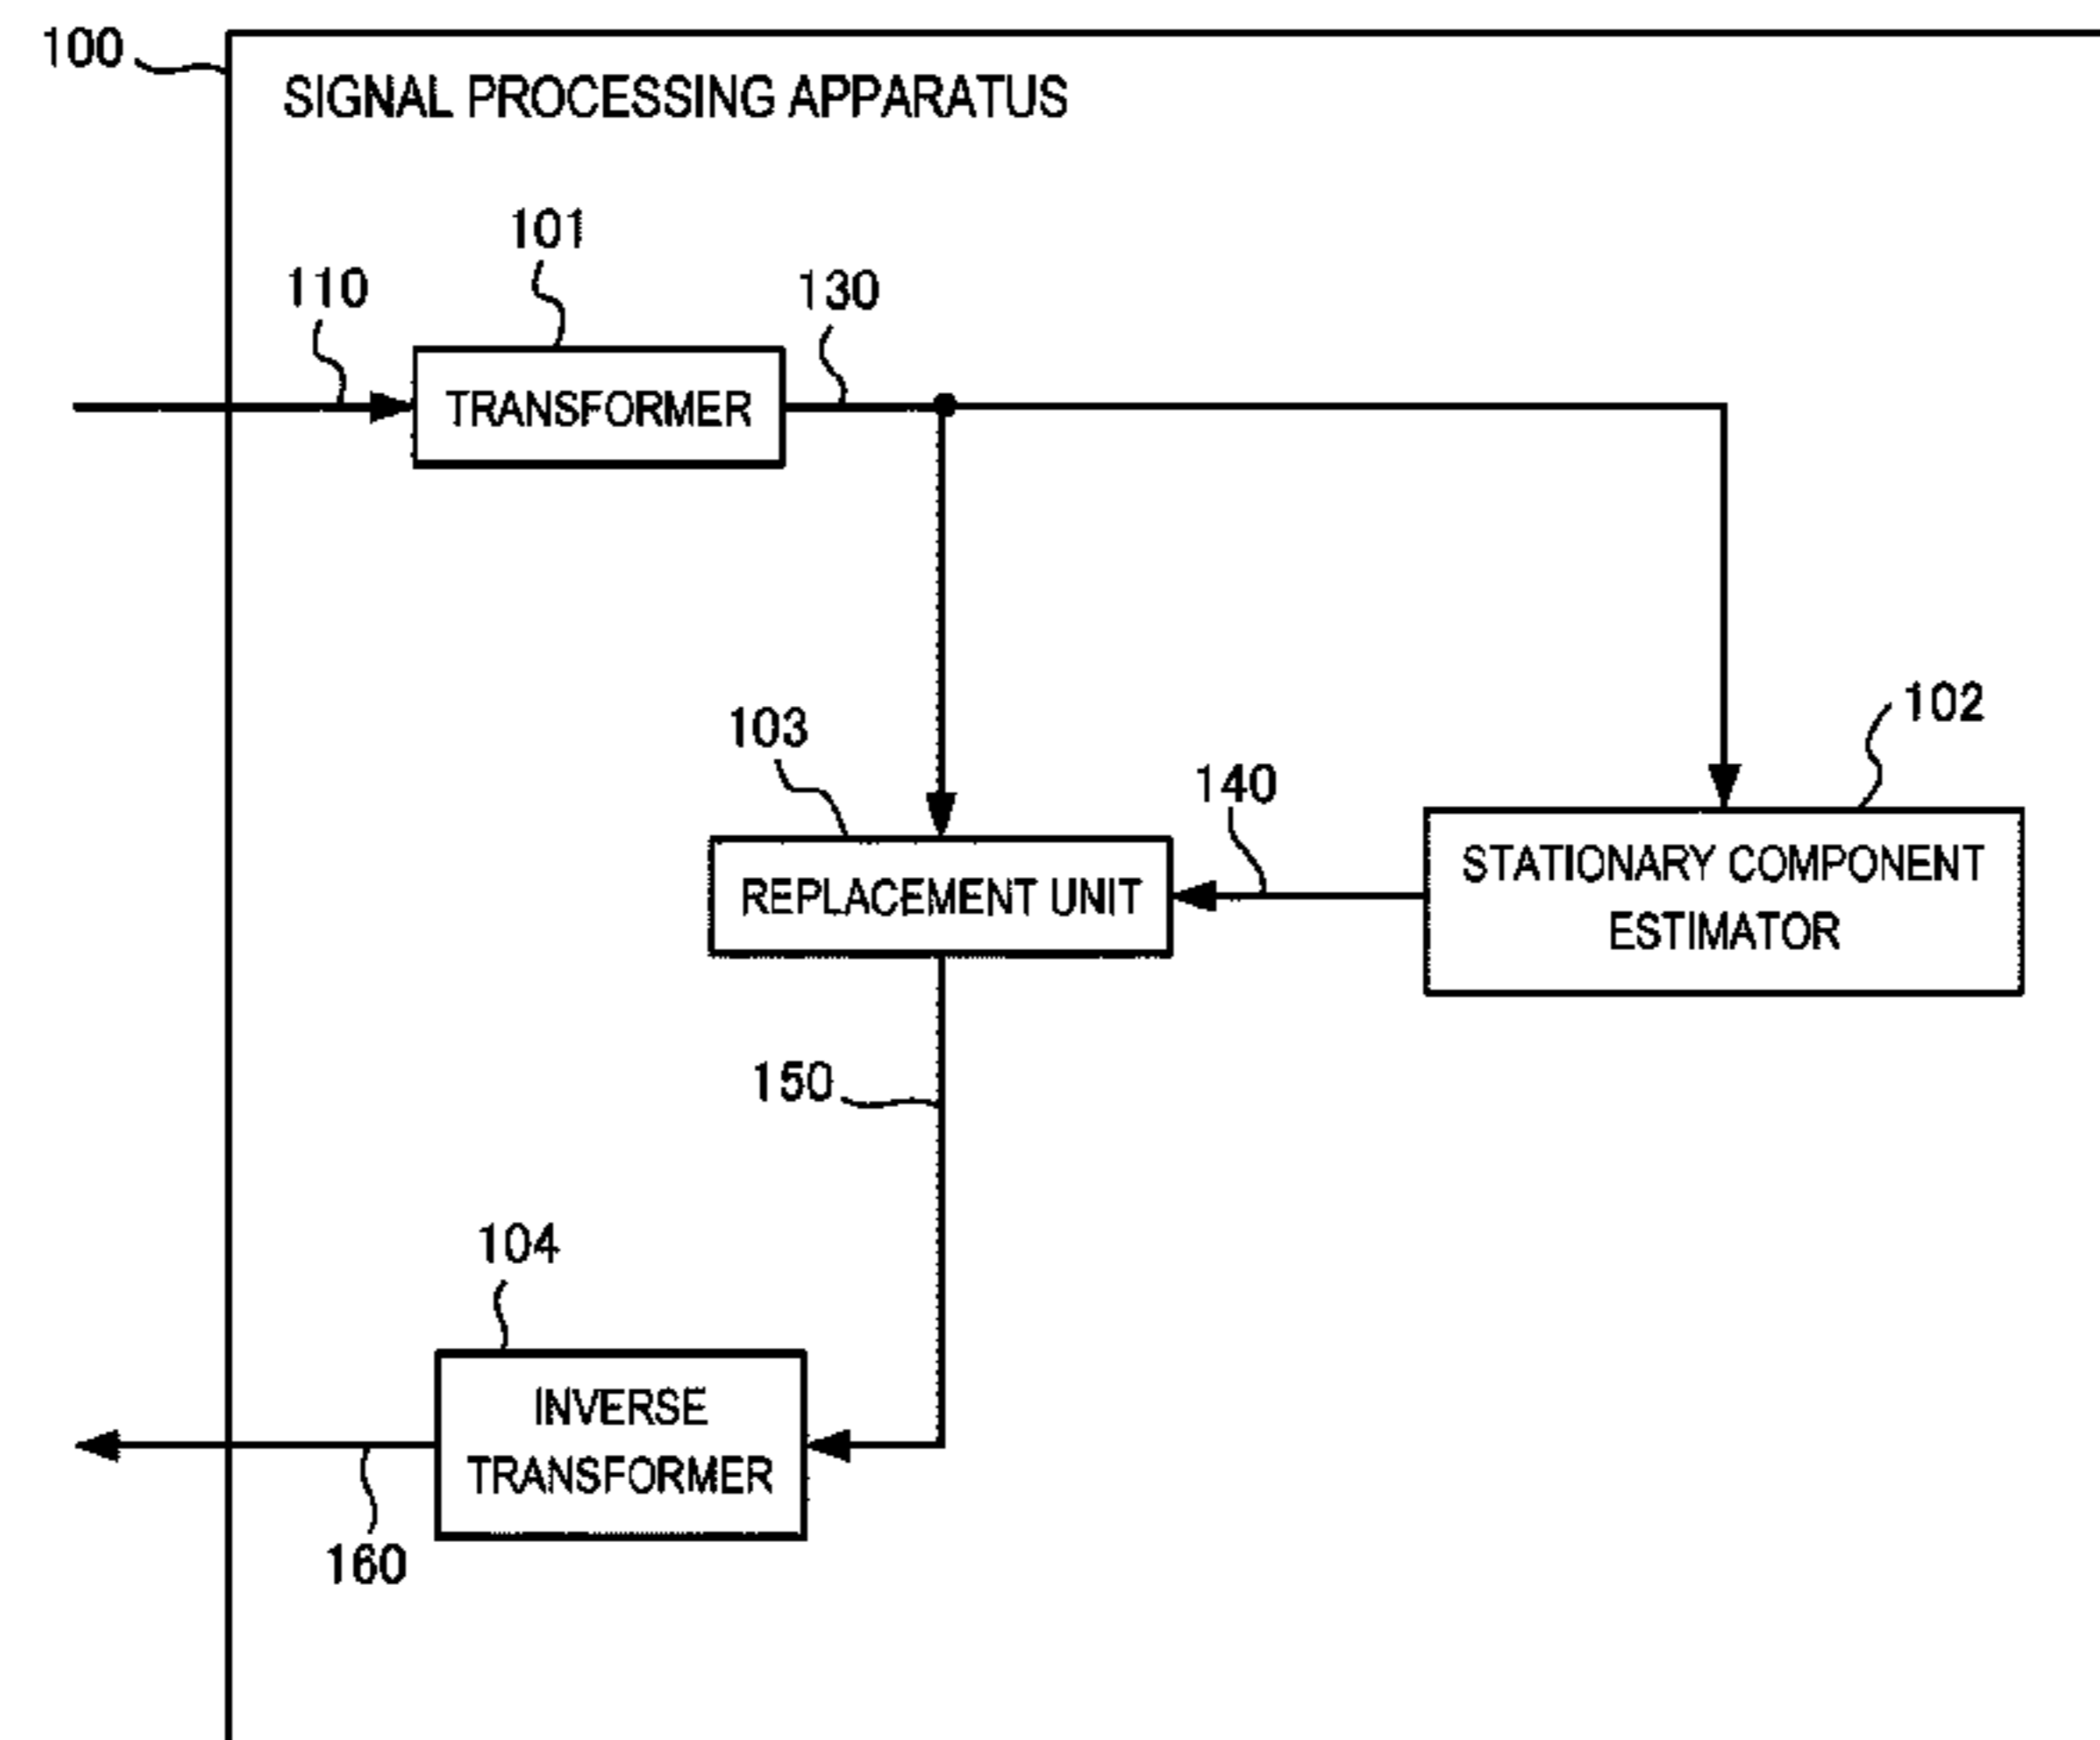 100
SIGNAL PROCESSING APPARATUS
101
110
130
TRANSFORMER
102
103
140
STATIONARY COMPONENT
ESTIMATOR
REPLACEMENT UNIT
150
104
INVERSE
TRANSFORMER
160